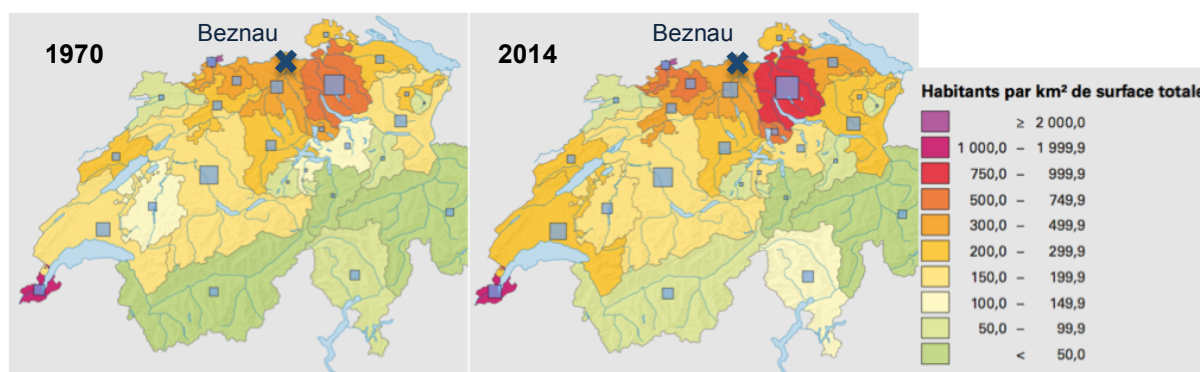 1970
Beznau
2014
Beznau
Habitants par km² de surface totale
≥ 2 000,0
1 000,0 – 1 999,9
750,0 – 999,9
500,0 – 749,9
300,0 – 499,9
200,0 – 299,9
150,0 – 199,9
100,0 – 149,9
50,0 – 99,9
< 50,0